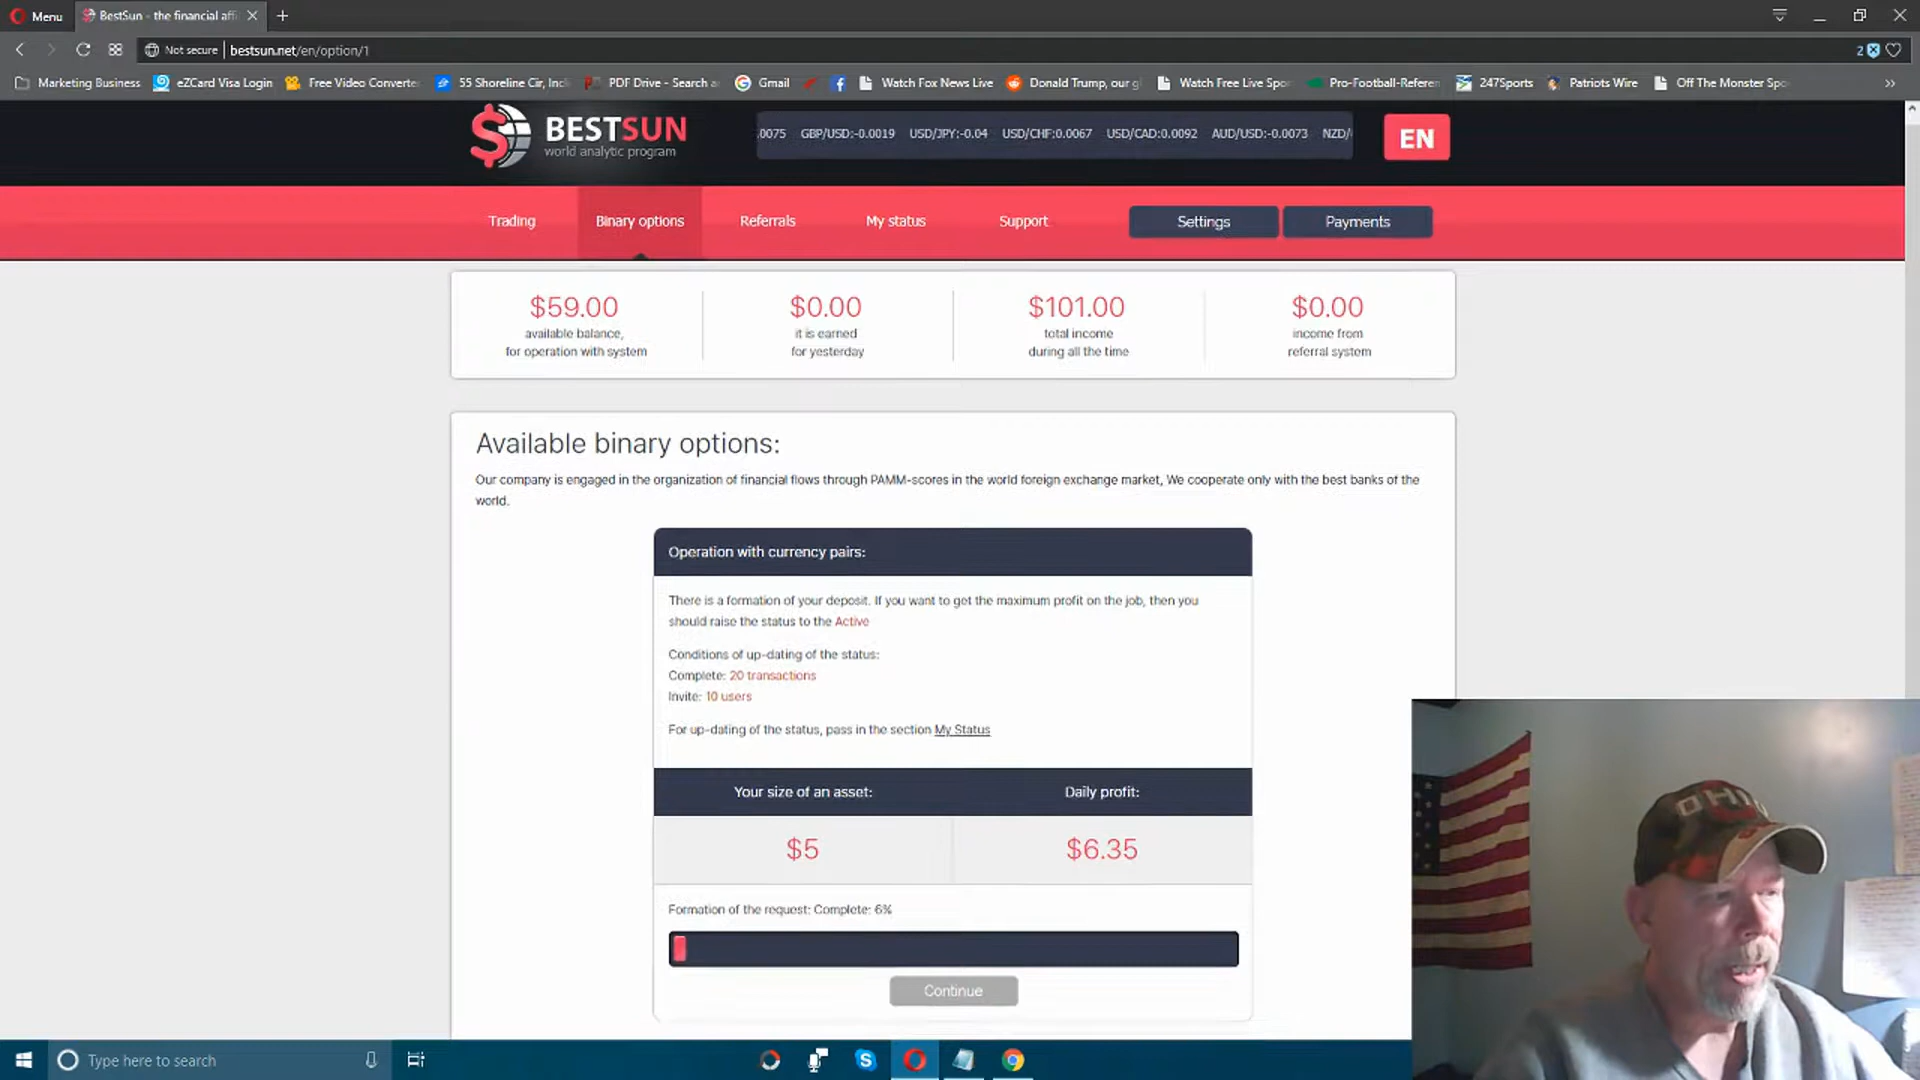 Menu
BestSun - the financial affi
Not secure
bestsun.net/en/option/1
2
Marketing Business
eZCard Visa Login
Free Video Converte
55 Shoreline Cir, Incl
PDF Drive - Search a
Gmail
Watch Fox News Live
Donald Trump, our g
Watch Free Live Spo
Pro-Football-Referen
247Sports
Patriots Wire
Off The Monster Spo
BESTSUN
world analytic program
.0075 GBP/USD:-0.0019 USD/JPY:-0.04 USD/CHF:0.0067 USD/CAD:0.0092 AUD/USD:-0.0073 NZD/
EN
Trading
Binary options
Referrals
My status
Support
Settings
Payments
$59.00
available balance,
for operation with system
$0.00
it is earned
for yesterday
$101.00
total income
during all the time
$0.00
income from
referral system
Available binary options:
Our company is engaged in the organization of financial flows through PAMM-scores in the world foreign exchange market, We cooperate only with the best banks of the
world.
Operation with currency pairs:
There is a formation of your deposit. If you want to get the maximum profit on the job, then you
should raise the status to the Active
Conditions of up-dating of the status:
Complete: 20 transactions
Invite: 10 users
For up-dating of the status, pass in the section My Status
Your size of an asset:
Daily profit:
$5
$6.35
Formation of the request: Complete: 6%
Continue
OHIO
Type here to search